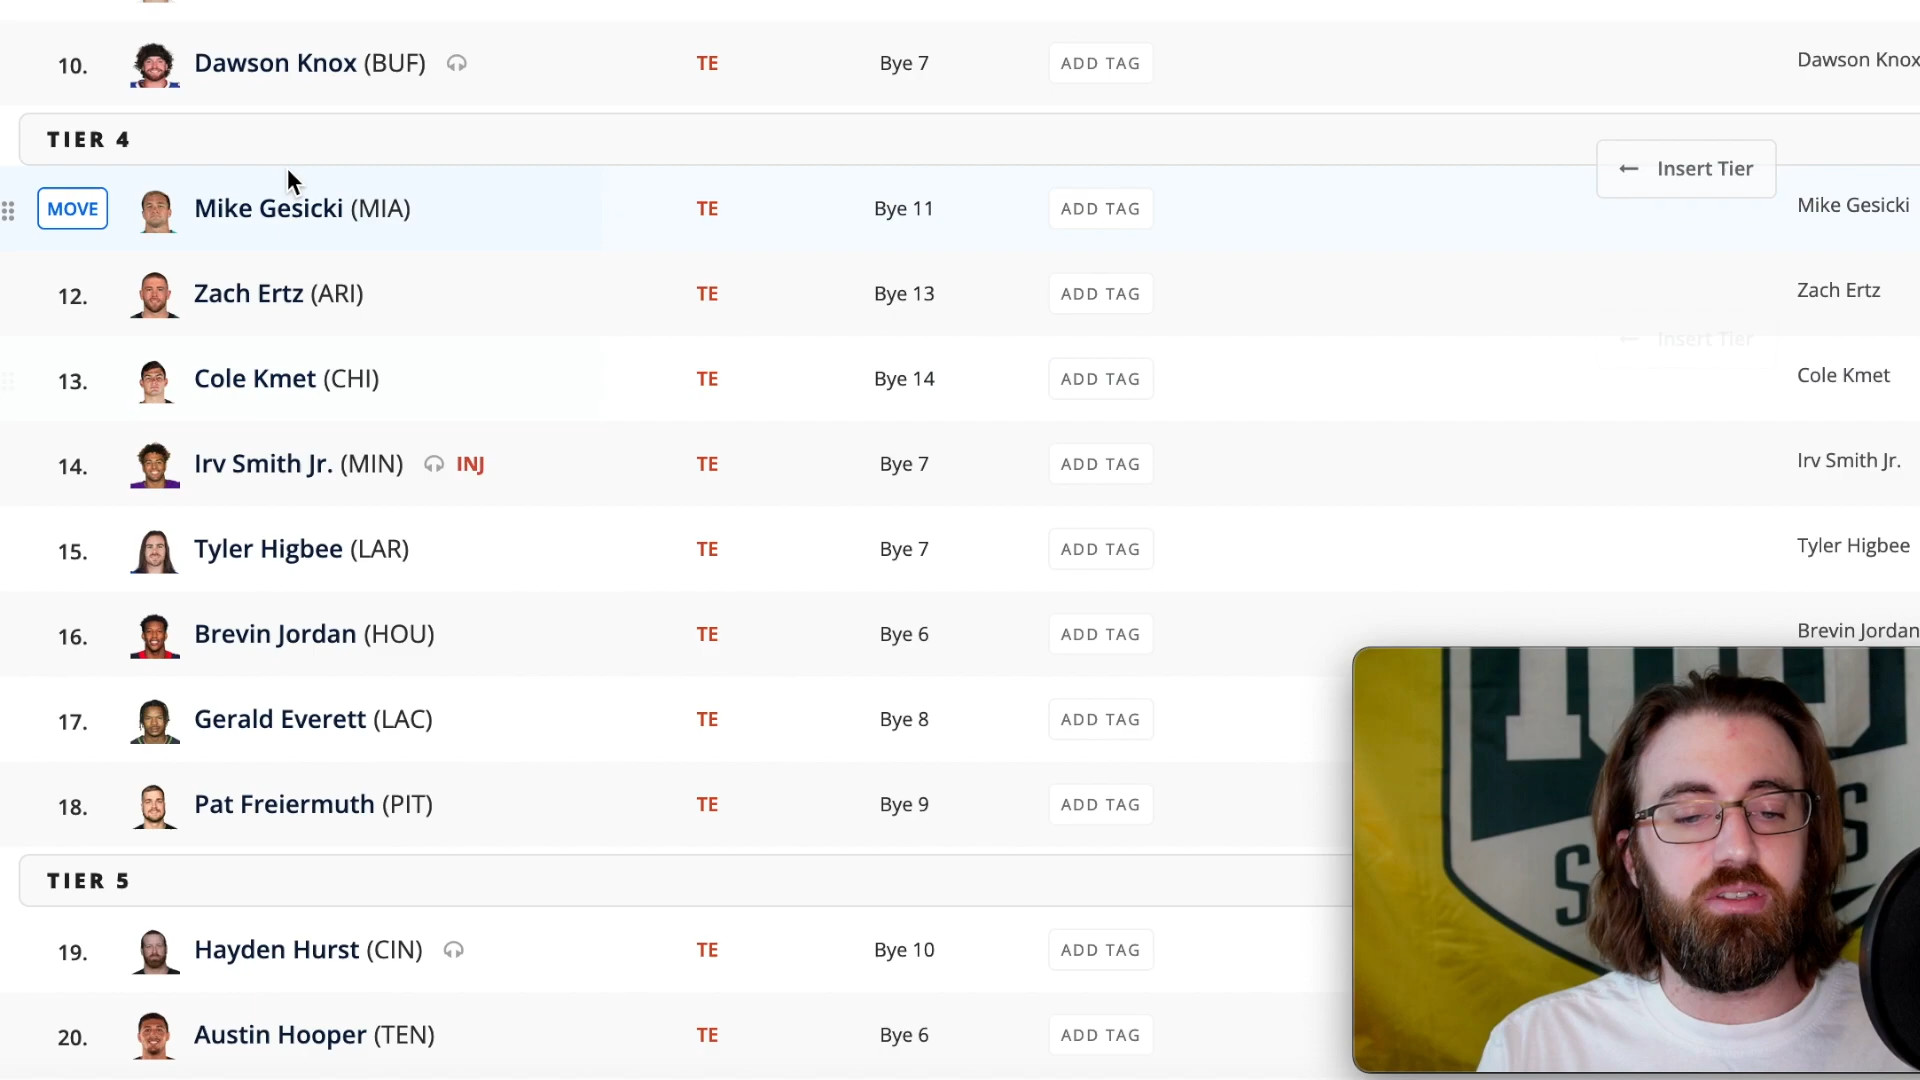 10. Dawson Knox (BUF) TE Bye 7 ADD TAG Dawson Knox
TIER 4
← Insert Tier
MOVE Mike Gesicki (MIA) TE Bye 11 ADD TAG Mike Gesicki
12. Zach Ertz (ARI) TE Bye 13 ADD TAG Zach Ertz
← Insert Tier
13. Cole Kmet (CHI) TE Bye 14 ADD TAG Cole Kmet
14. Irv Smith Jr. (MIN) INJ TE Bye 7 ADD TAG Irv Smith Jr.
15. Tyler Higbee (LAR) TE Bye 7 ADD TAG Tyler Higbee
16. Brevin Jordan (HOU) TE Bye 6 ADD TAG Brevin Jordan
17. Gerald Everett (LAC) TE Bye 8 ADD TAG
18. Pat Freiermuth (PIT) TE Bye 9 ADD TAG
TIER 5
19. Hayden Hurst (CIN) TE Bye 10 ADD TAG
20. Austin Hooper (TEN) TE Bye 6 ADD TAG